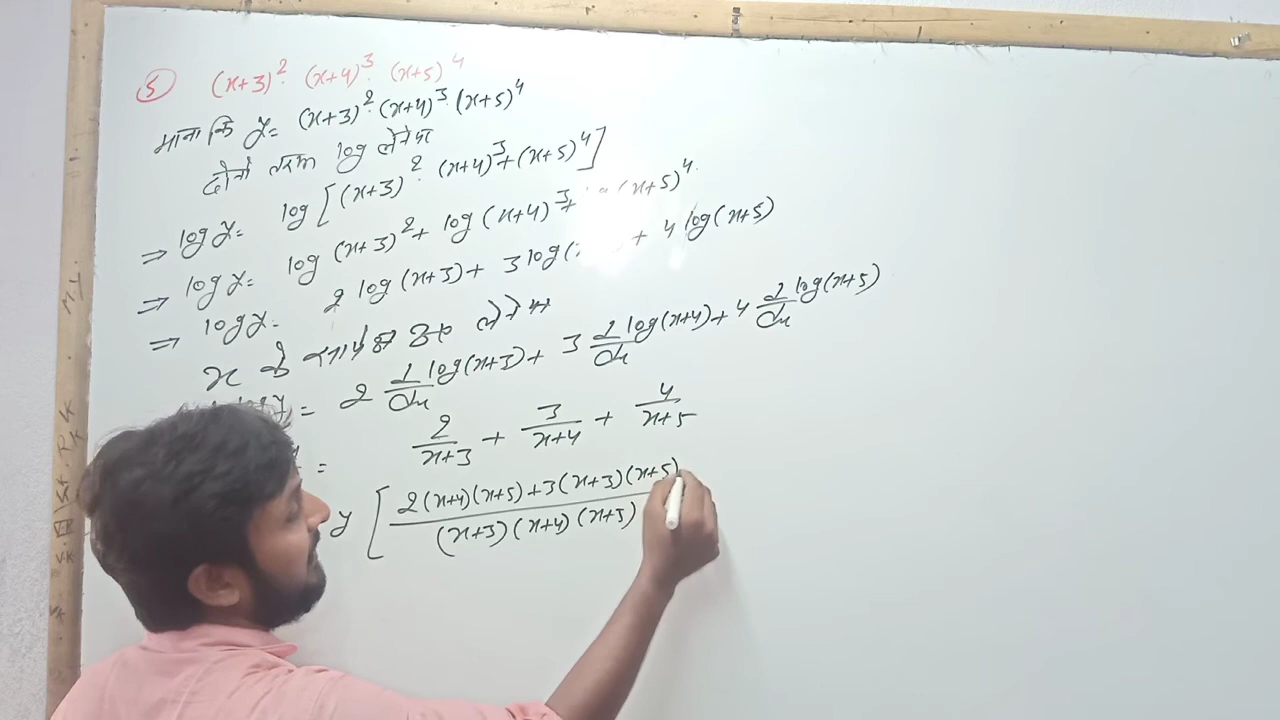 ⑤ (x+3)²· (x+4)³· (x+5)⁴
माना कि y= (x+3)²·(x+4)³·(x+5)⁴
दोनों तरफ log लेने पर
⇒ log y= log [(x+3)²· (x+4)³+(x+5)⁴]
⇒ log y= log (x+3)²+ log (x+4)³+ (x+5)⁴
⇒ log y= 2 log (x+3)+ 3 log( + 4 log(x+5)
x के लेने पर
= 2 d/dx log(x+3)+ 3 d/dx log(x+4)+ 4 d/dx log(x+5)
= 2/(x+3) + 3/(x+4) + 4/(x+5)
y [ 2(x+4)(x+5)+3(x+3)(x+5)
(x+3)(x+4)(x+5)
M.Y.
R.K
V.K